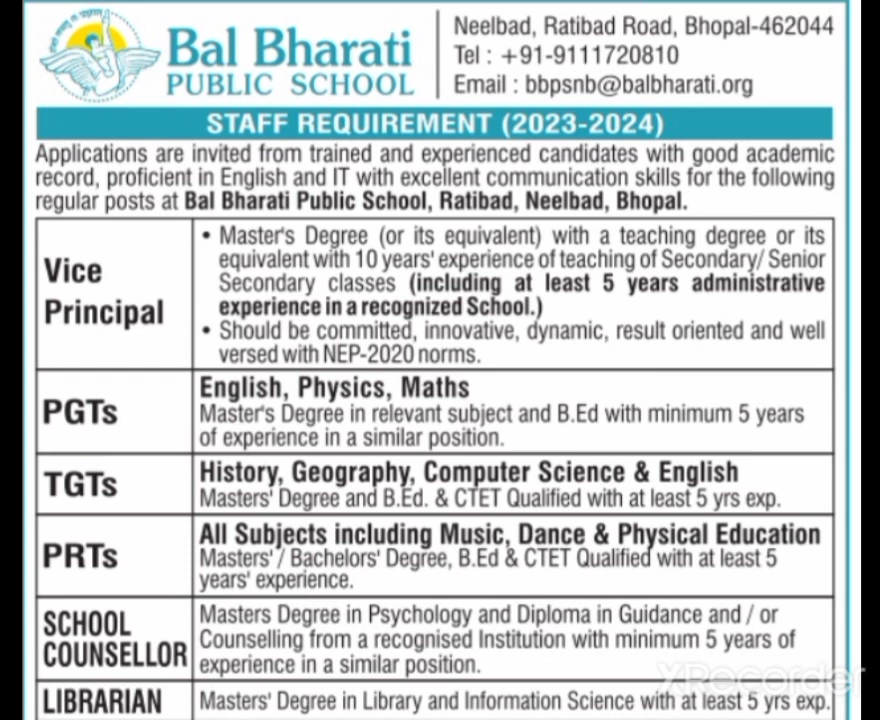 Bal Bharati
PUBLIC SCHOOL
Neelbad, Ratibad Road, Bhopal-462044
Tel : +91-9111720810
Email : bbpsnb@balbharati.org
STAFF REQUIREMENT (2023-2024)
Applications are invited from trained and experienced candidates with good academic
record, proficient in English and IT with excellent communication skills for the following
regular posts at Bal Bharati Public School, Ratibad, Neelbad, Bhopal.
Vice
Principal
• Master's Degree (or its equivalent) with a teaching degree or its
equivalent with 10 years' experience of teaching of Secondary/ Senior
Secondary classes (including at least 5 years administrative
experience in a recognized School.)
• Should be committed, innovative, dynamic, result oriented and well
versed with NEP-2020 norms.
PGTs
English, Physics, Maths
Master's Degree in relevant subject and B.Ed with minimum 5 years
of experience in a similar position.
TGTs
History, Geography, Computer Science & English
Masters' Degree and B.Ed. & CTET Qualified with at least 5 yrs exp.
PRTs
All Subjects including Music, Dance & Physical Education
Masters' / Bachelors' Degree, B.Ed & CTET Qualified with at least 5
years' experience.
SCHOOL
COUNSELLOR
Masters Degree in Psychology and Diploma in Guidance and / or
Counselling from a recognised Institution with minimum 5 years of
experience in a similar position.
LIBRARIAN
Masters' Degree in Library and Information Science with at least 5 yrs exp.
XRecorder